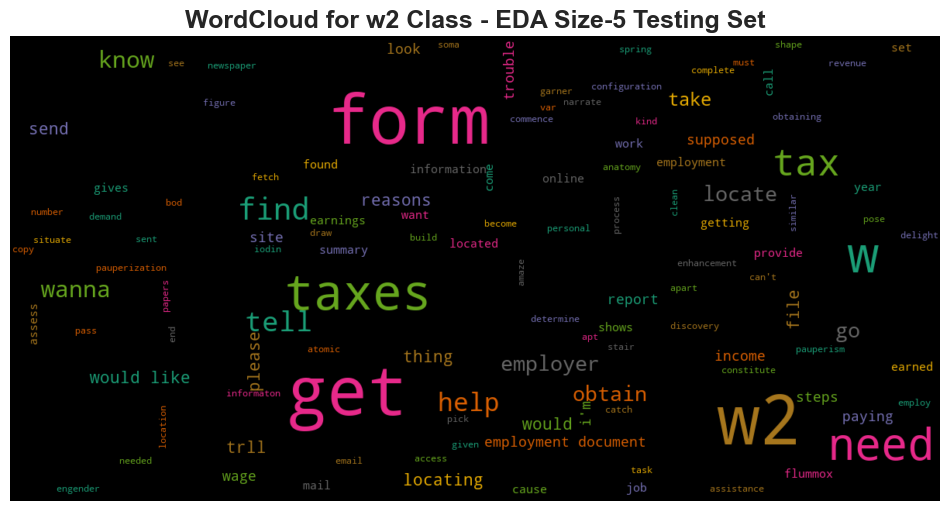 WordCloud for w2 Class - EDA Size-5 Testing Set
soma
spring
shape
set
look
know
see
newspaper
trouble
complete
must
revenue
call
garner
configuration
take
narrate
var
figure
form
commence
kind
obtaining
send
supposed
work
tax
found
information
come
employment
anatomy
fetch
online
locate
year
gives
reasons
find
want
process
clean
similar
number
bod
demand
earnings
become
personal
getting
pose
situate
sent
site
draw
build
located
delight
copy
iodin
summary
provide
w
pauperization
amaze
enhancement
can't
wanna
papers
taxes
apart
file
report
assess
pass
end
tell
determine
shows
discovery
go
please
atomic
apt
stair
thing
income
pauperism
employer
constitute
earned
would like
get
informaton
help
obtain
steps
employ
location
pick
would
i'm
catch
w2
paying
given
employment document
need
trll
needed
email
access
task
wage
locating
flummox
engender
mail
cause
job
assistance